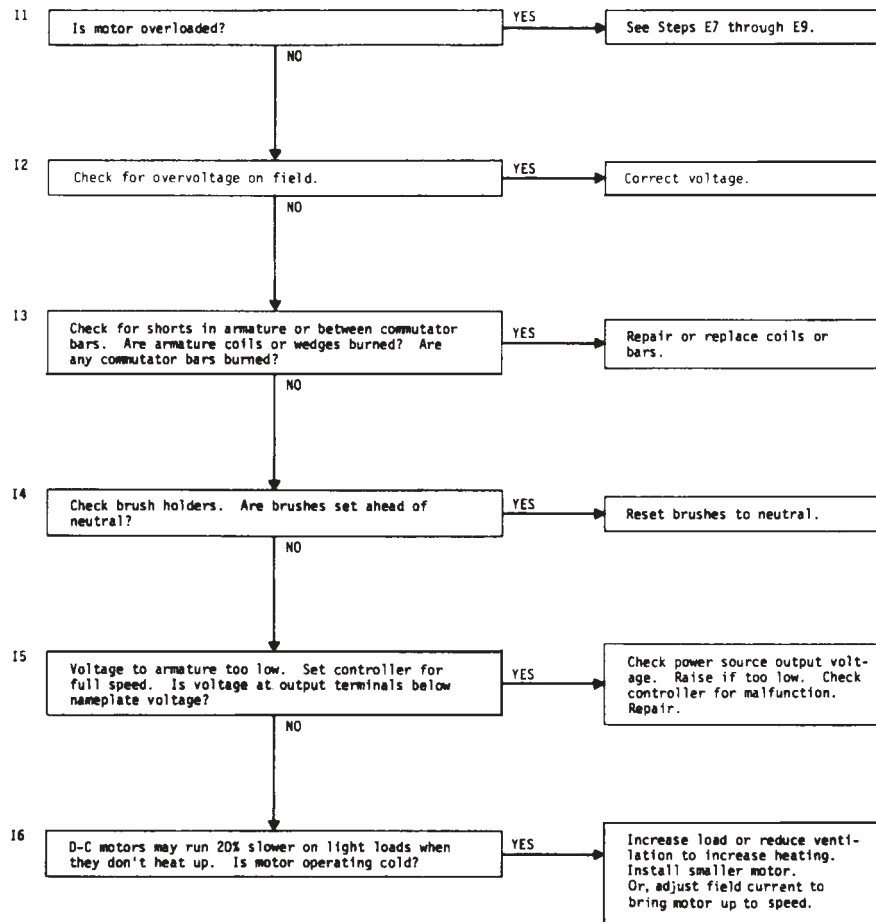 I1
Is motor overloaded?
YES
See Steps E7 through E9.
NO
I2
Check for overvoltage on field.
YES
Correct voltage.
NO
I3
Check for shorts in armature or between commutator
bars. Are armature coils or wedges burned? Are
any commutator bars burned?
YES
Repair or replace coils or
bars.
NO
I4
Check brush holders. Are brushes set ahead of
neutral?
YES
Reset brushes to neutral.
NO
I5
Voltage to armature too low. Set controller for
full speed. Is voltage at output terminals below
nameplate voltage?
YES
Check power source output volt-
age. Raise if too low. Check
controller for malfunction.
Repair.
NO
I6
D-C motors may run 20% slower on light loads when
they don't heat up. Is motor operating cold?
YES
Increase load or reduce venti-
lation to increase heating.
Install smaller motor.
Or, adjust field current to
bring motor up to speed.